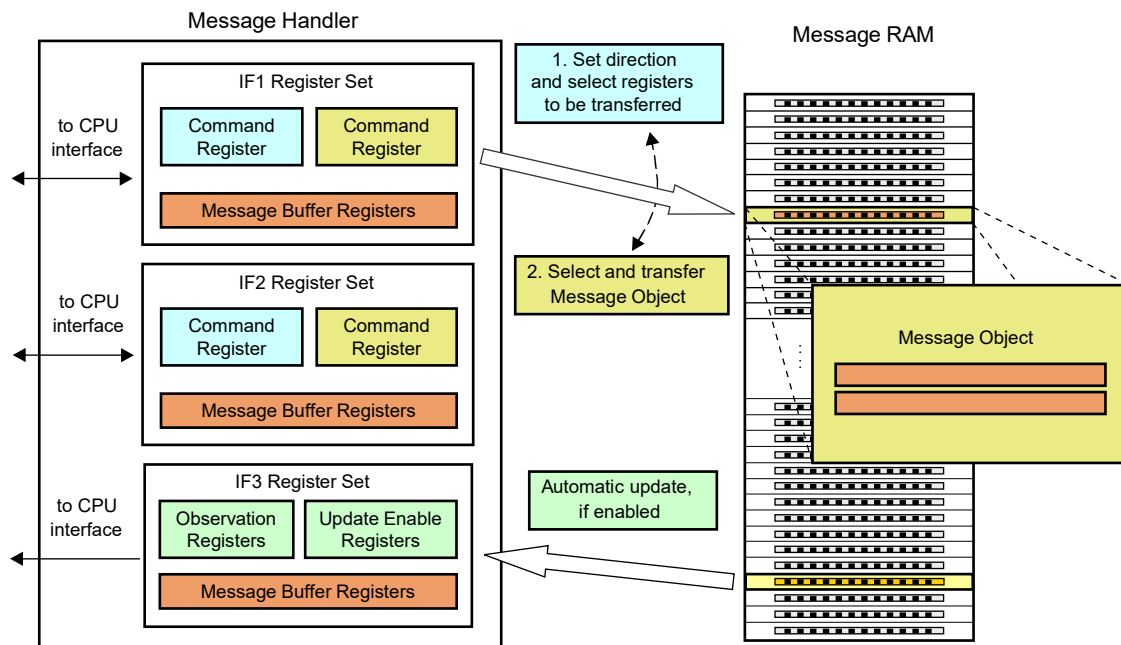 Message Handler
Message RAM
IF1 Register Set
Command
Register
Command
Register
Message Buffer Registers
to CPU
interface
1. Set direction
and select registers
to be transferred
2. Select and transfer
Message Object
IF2 Register Set
Command
Register
Command
Register
Message Buffer Registers
to CPU
interface
Message Object
IF3 Register Set
Observation
Registers
Update Enable
Registers
Message Buffer Registers
to CPU
interface
Automatic update,
if enabled